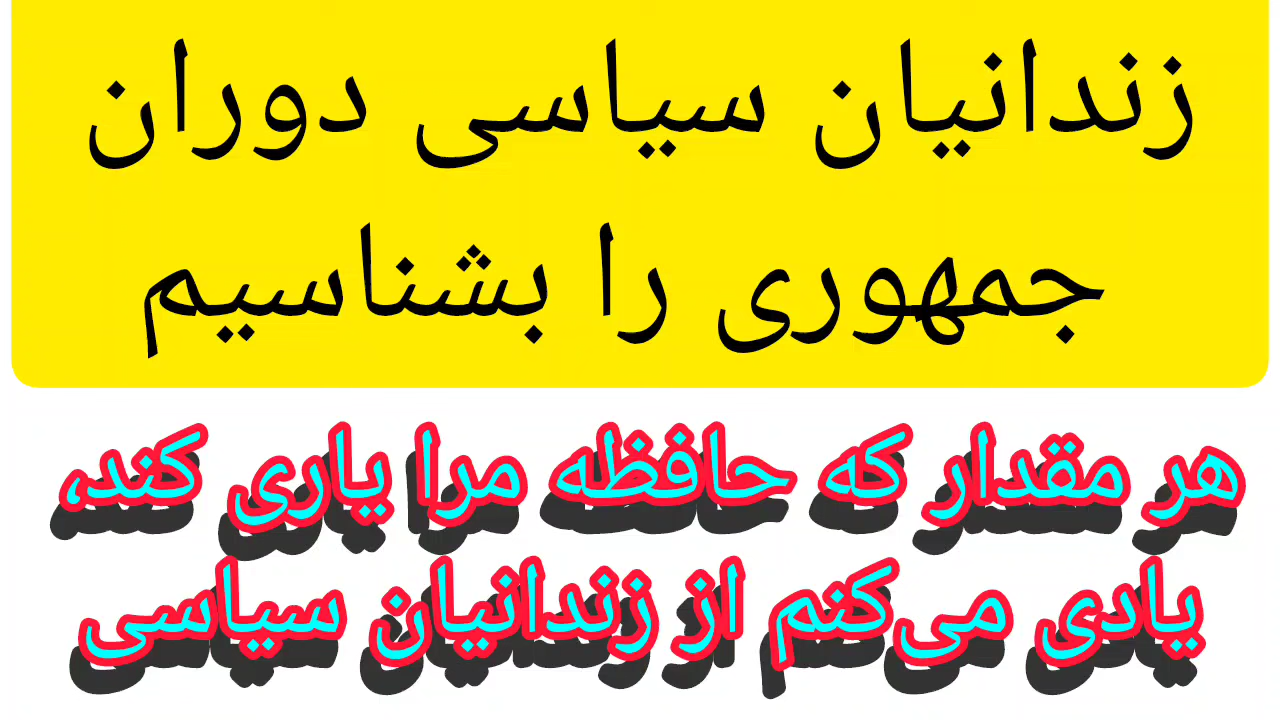 زندانیان سیاسی دوران
جمهوری را بشناسیم
هر مقدار که حافظه مرا یاری کند،
یادی می‌کنم از زندانیان سیاسی